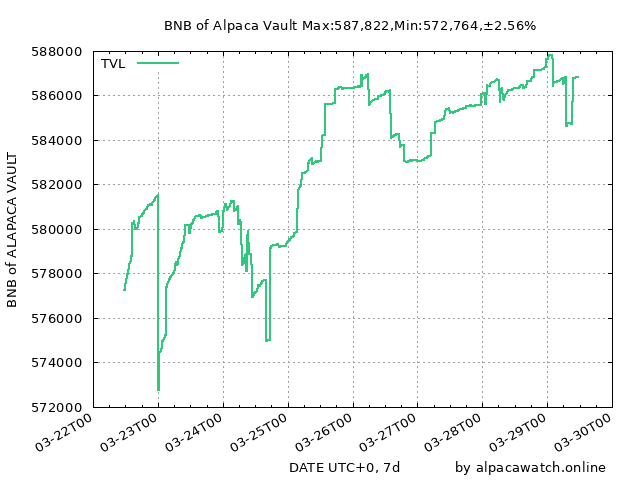 BNB of Alpaca Vault Max:587,822,Min:572,764,±2.56%
TVL
588000
586000
584000
582000
580000
578000
576000
574000
572000
BNB of ALAPACA VAULT
03-22T00
03-23T00
03-24T00
03-25T00
03-26T00
03-27T00
03-28T00
03-29T00
03-30T00
DATE UTC+0, 7d
by alpacawatch.online